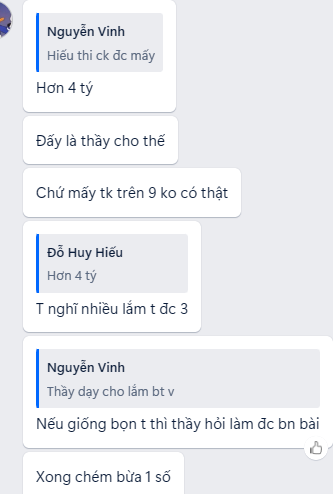 Nguyễn Vinh
Hiếu thi ck đc mấy
Hơn 4 tý
Đấy là thầy cho thế
Chứ mấy tk trên 9 ko có thật
Đỗ Huy Hiếu
Hơn 4 tý
T nghĩ nhiều lắm t đc 3
Nguyễn Vinh
Thầy dạy cho lắm bt v
Nếu giống bọn t thì thầy hỏi làm đc bn bài
Xong chém bừa 1 số